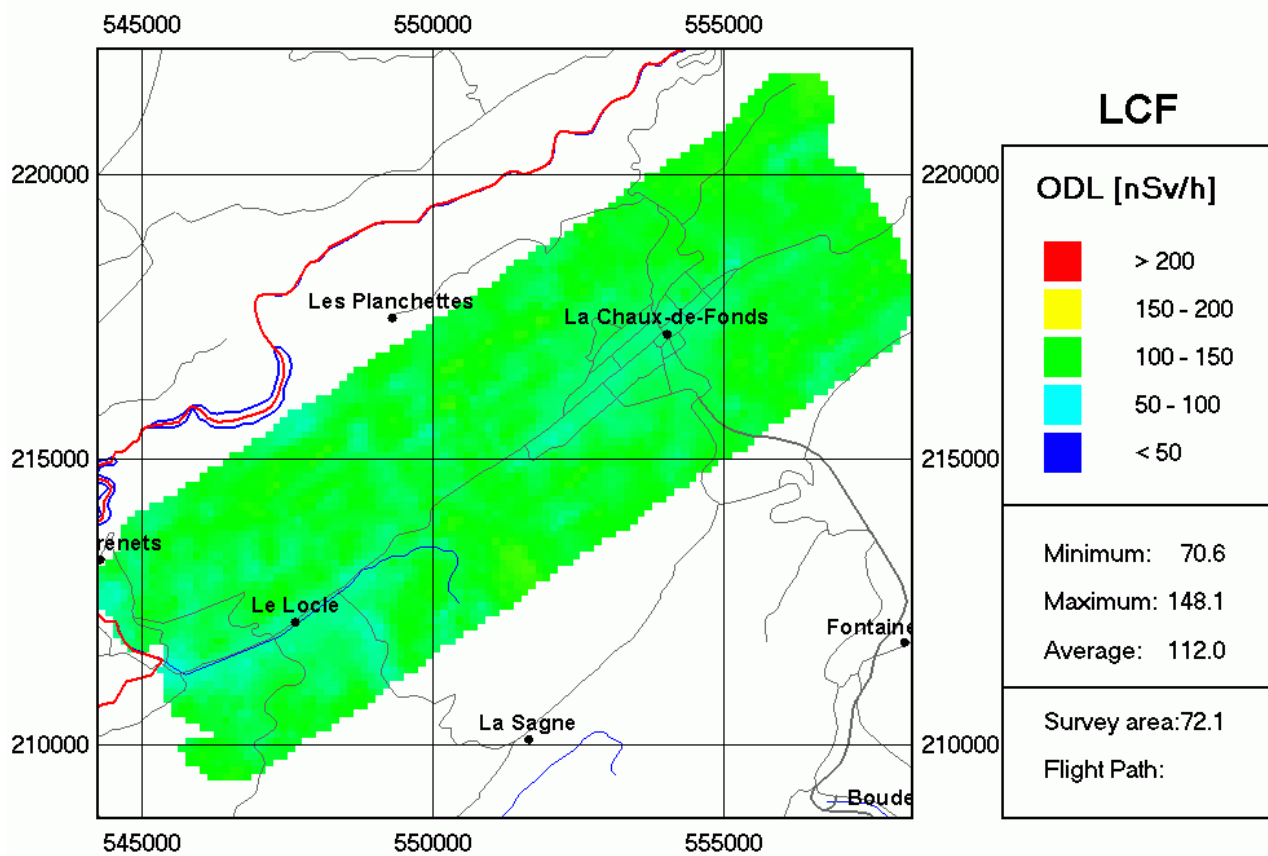 545000 550000 555000
LCF
220000 220000
ODL [nSv/h]
> 200
150 - 200
100 - 150
50 - 100
< 50
Les Planchettes
La Chaux-de-Fonds
215000 215000
renets
Le Locle
Fontaine
La Sagne
210000 210000
Boude
Minimum: 70.6
Maximum: 148.1
Average: 112.0
Survey area:72.1
Flight Path:
545000 550000 555000